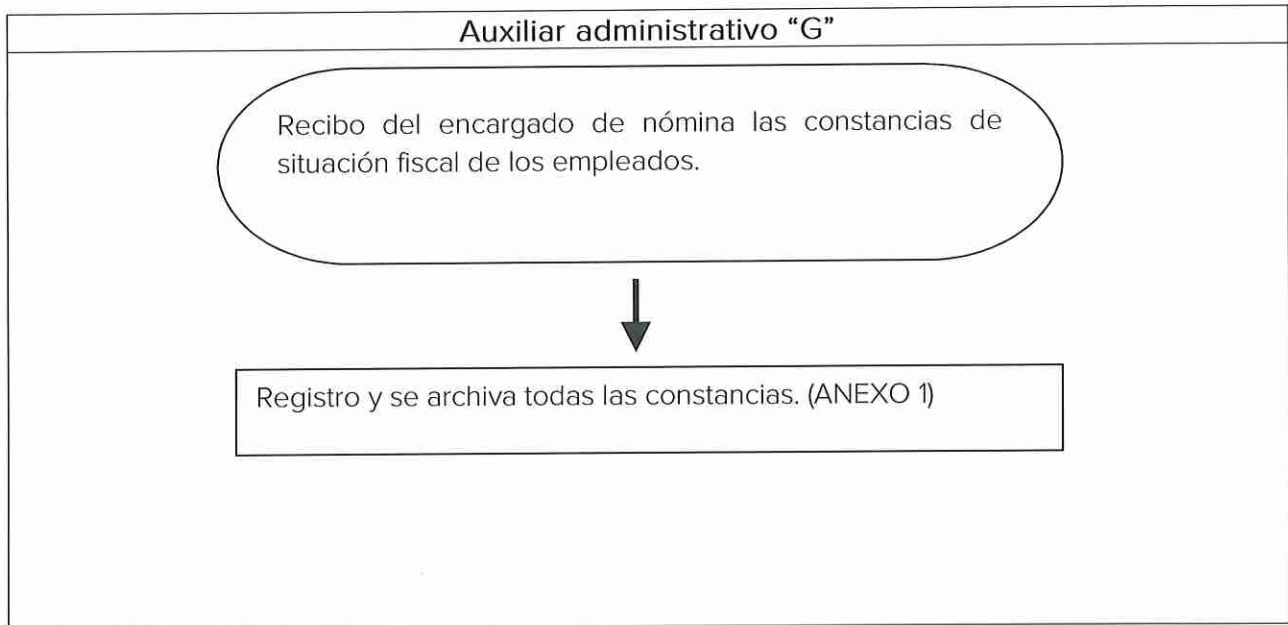 Auxiliar administrativo “G”
Recibo del encargado de nómina las constancias de
situación fiscal de los empleados.
Registro y se archiva todas las constancias. (ANEXO 1)